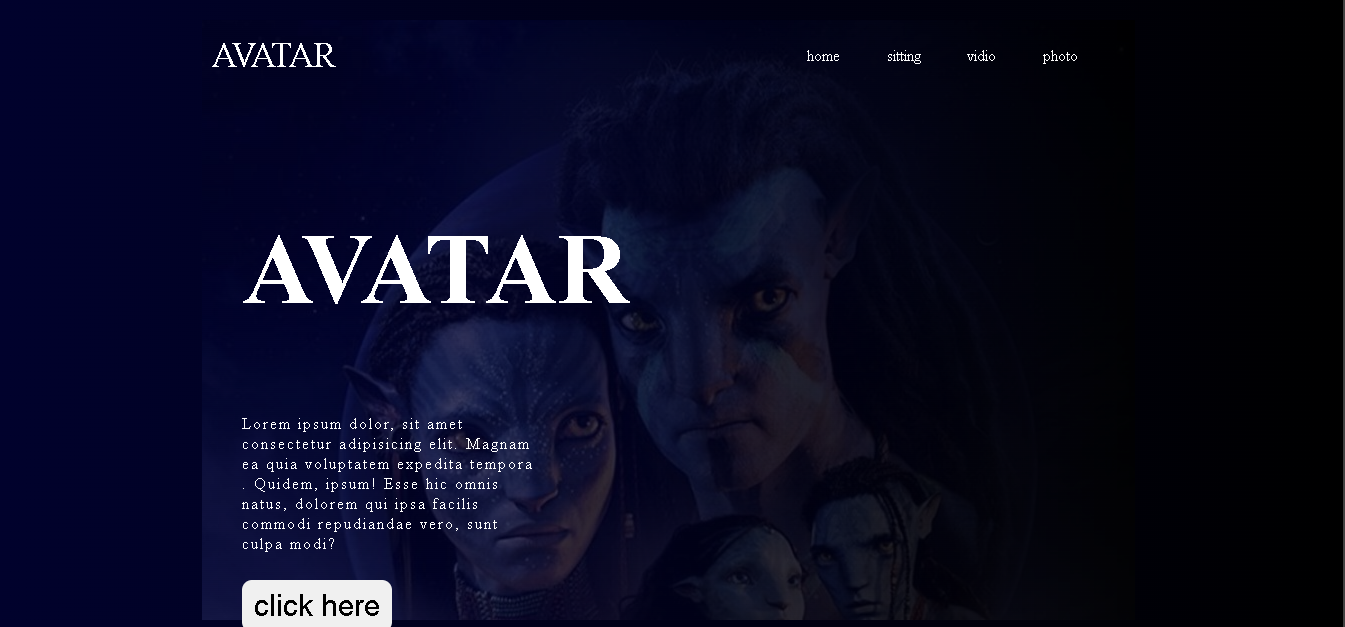 AVATAR
home sitting vidio photo
AVATAR
Lorem ipsum dolor, sit amet
consectetur adipisicing elit. Magnam
ea quia voluptatem expedita tempora
. Quidem, ipsum! Esse hic omnis
natus, dolorem qui ipsa facilis
commodi repudiandae vero, sunt
culpa modi?
click here